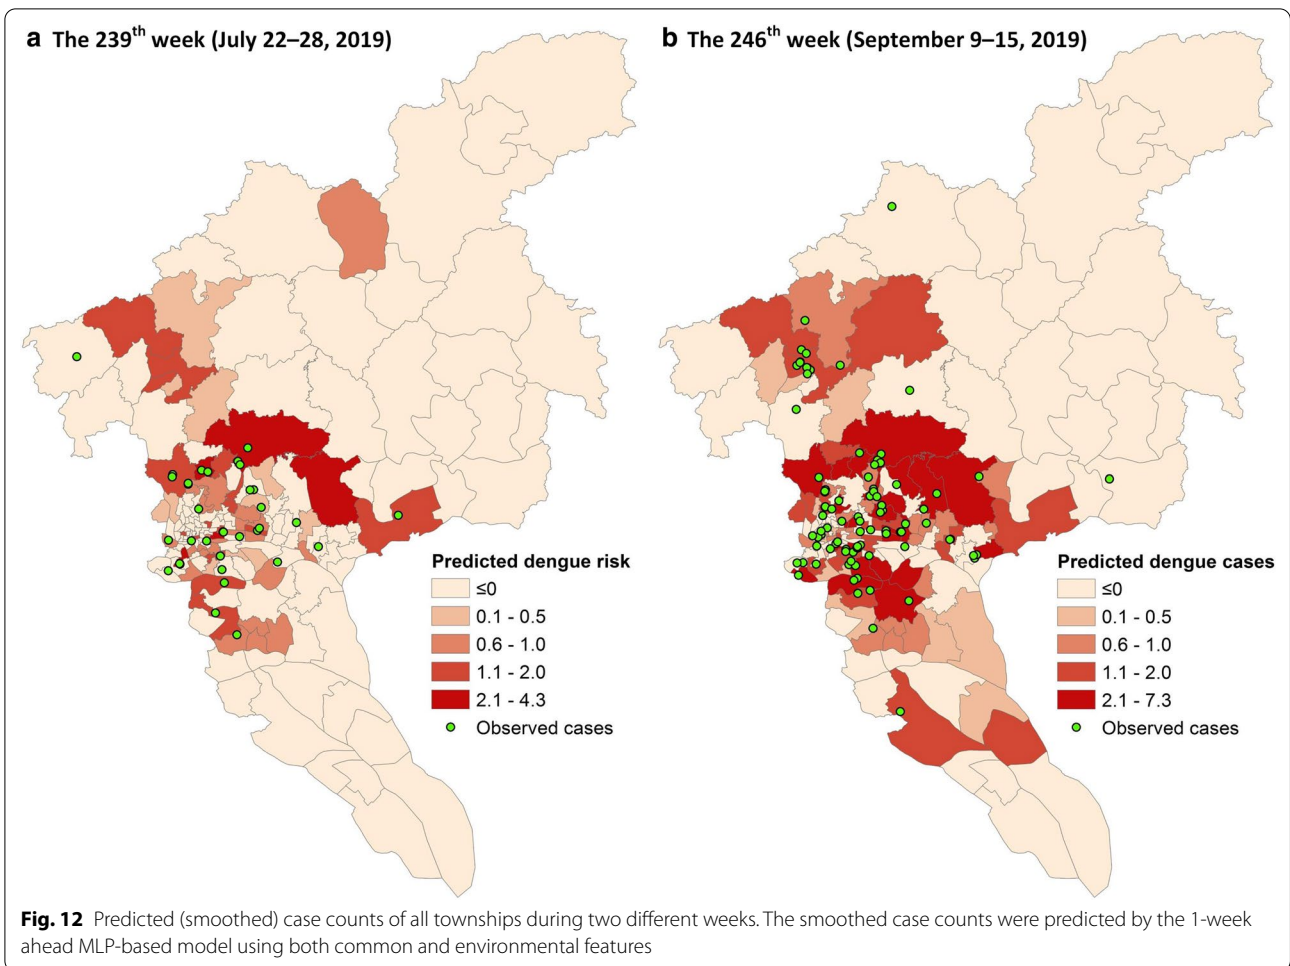 a The 239th week (July 22–28, 2019)
b The 246th week (September 9–15, 2019)
Predicted dengue risk
≤0
0.1 - 0.5
0.6 - 1.0
1.1 - 2.0
2.1 - 4.3
Observed cases
Predicted dengue cases
≤0
0.1 - 0.5
0.6 - 1.0
1.1 - 2.0
2.1 - 7.3
Observed cases
Fig. 12 Predicted (smoothed) case counts of all townships during two different weeks. The smoothed case counts were predicted by the 1-week
ahead MLP-based model using both common and environmental features